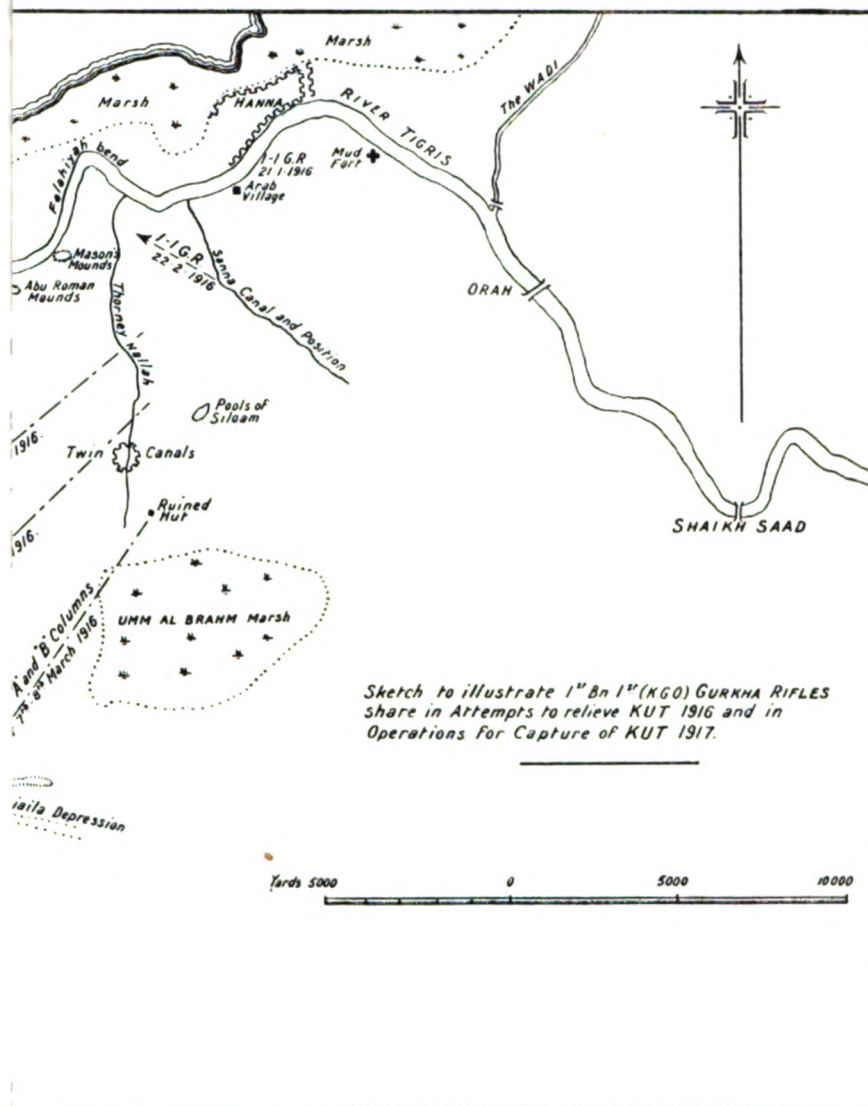 Marsh
Marsh
HANNA
RIVER TIGRIS
The WADI
Falahiyah bend
1-1 G.R
21·1·1916
Mud
Fort
Arab
Village
1-1 G.R
22·2·1916
Mason's
Mounds
Abu Roman
Mounds
Sanna Canal and Position
ORAH
Thorney Nallah
Pools of
Siloam
1916.
Twin Canals
Ruined
Hut
1916.
SHAIKH SAAD
A and "B" Columns
7th-8th March 1916
UMM AL BRAHM Marsh
Sketch to illustrate 1st Bn 1st (KGO) GURKHA RIFLES
share in Attempts to relieve KUT 1916 and in
Operations for Capture of KUT 1917.
Depression
Yards 5000 0 5000 10000